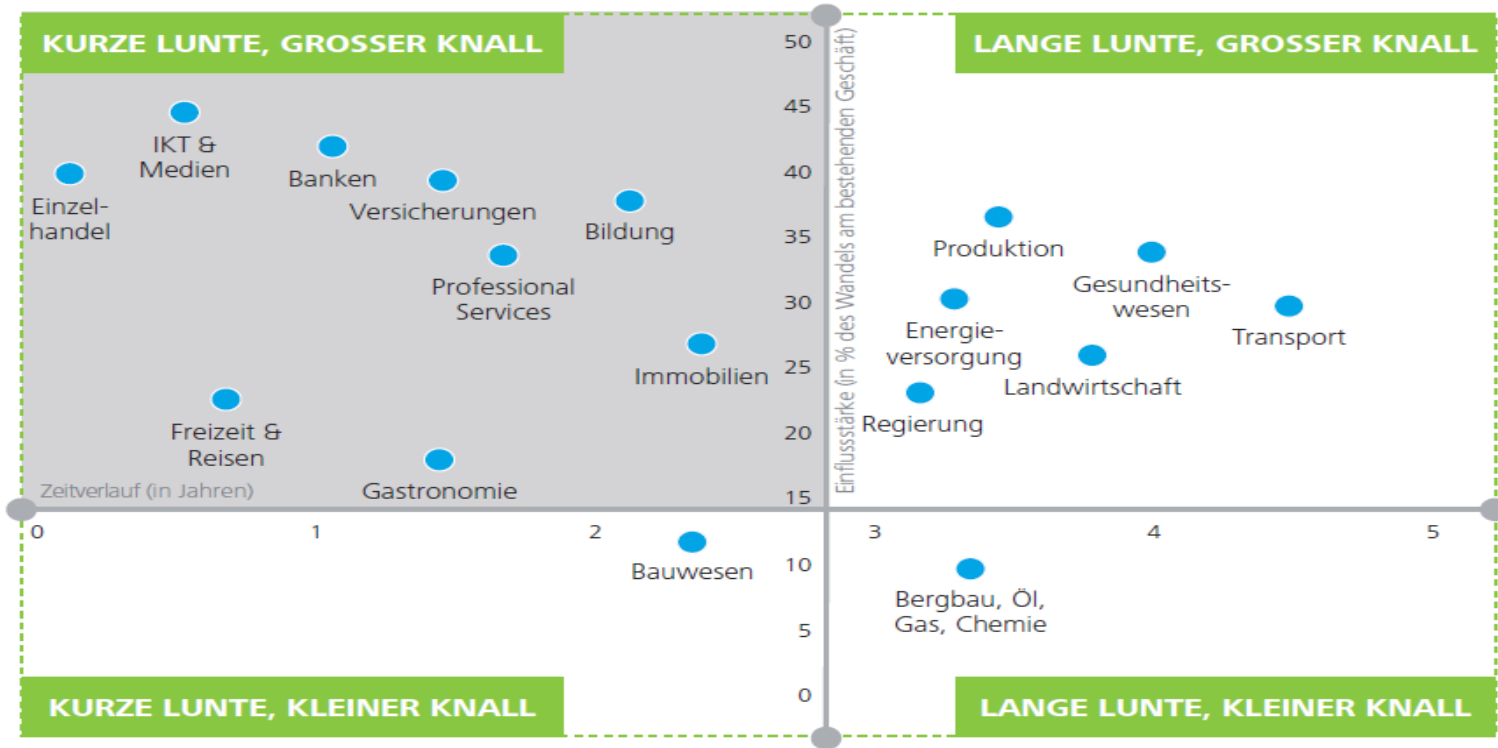 KURZE LUNTE, GROSSER KNALL
LANGE LUNTE, GROSSER KNALL
50
45
40
35
30
25
20
15
10
5
0
Einflussstärke (in % des Wandels am bestehenden Geschäft)
IKT &
Medien
Banken
Einzel-
handel
Versicherungen
Bildung
Professional
Services
Immobilien
Freizeit &
Reisen
Gastronomie
Produktion
Gesundheits-
wesen
Energie-
versorgung
Transport
Landwirtschaft
Regierung
Zeitverlauf (in Jahren)
0
1
2
3
4
5
Bauwesen
Bergbau, Öl,
Gas, Chemie
KURZE LUNTE, KLEINER KNALL
LANGE LUNTE, KLEINER KNALL